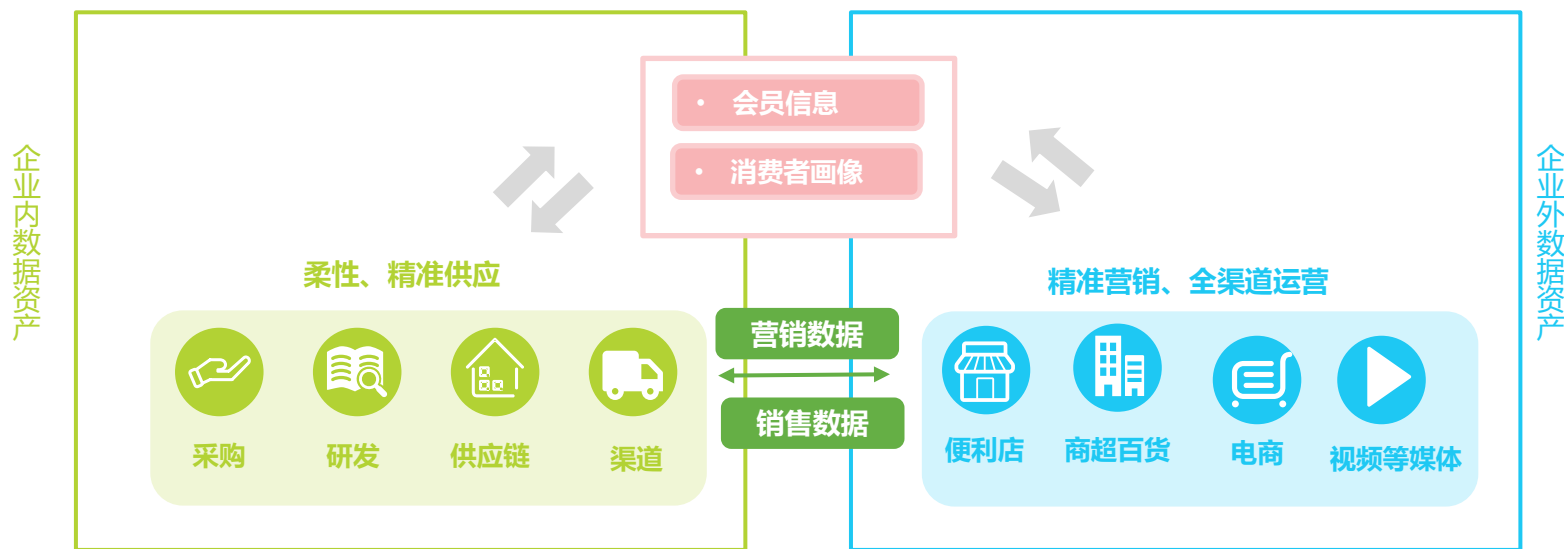 • 会员信息
• 消费者画像
企业内数据资产
企业外数据资产
柔性、精准供应
精准营销、全渠道运营
营销数据
销售数据
采购
研发
供应链
渠道
便利店
商超百货
电商
视频等媒体